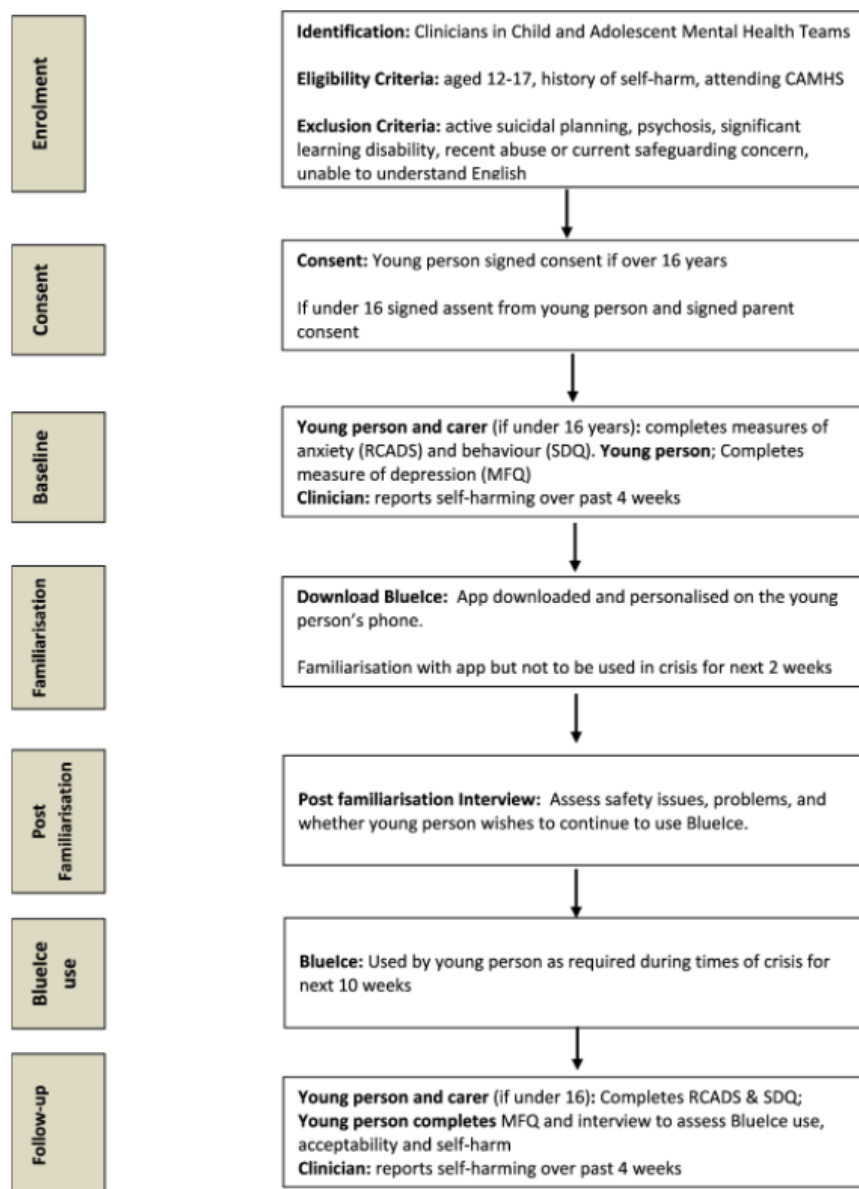 Enrolment
Identification: Clinicians in Child and Adolescent Mental Health Teams
Eligibility Criteria: aged 12-17, history of self-harm, attending CAMHS
Exclusion Criteria: active suicidal planning, psychosis, significant
learning disability, recent abuse or current safeguarding concern,
unable to understand English
Consent
Consent: Young person signed consent if over 16 years
If under 16 signed assent from young person and signed parent
consent
Baseline
Young person and carer (if under 16 years): completes measures of
anxiety (RCADS) and behaviour (SDQ). Young person; Completes
measure of depression (MFQ)
Clinician: reports self-harming over past 4 weeks
Familiarisation
Download BlueIce: App downloaded and personalised on the young
person's phone.
Familiarisation with app but not to be used in crisis for next 2 weeks
Post
Familiarisation
Post familiarisation Interview: Assess safety issues, problems, and
whether young person wishes to continue to use BlueIce.
BlueIce
use
BlueIce: Used by young person as required during times of crisis for
next 10 weeks
Follow-up
Young person and carer (if under 16): Completes RCADS & SDQ;
Young person completes MFQ and interview to assess BlueIce use,
acceptability and self-harm
Clinician: reports self-harming over past 4 weeks